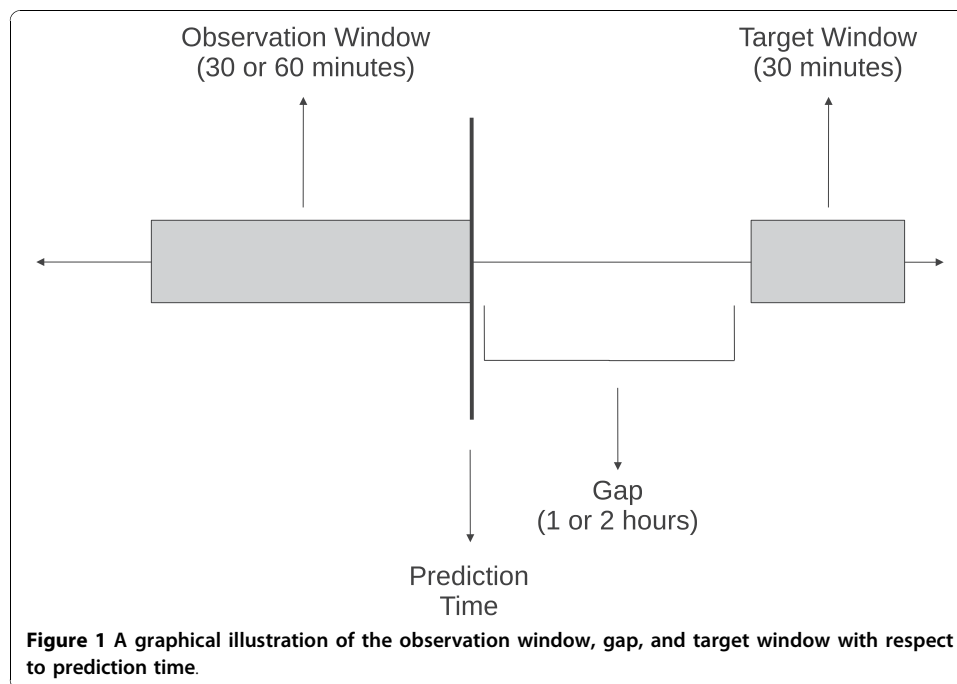 Observation Window
(30 or 60 minutes)
Target Window
(30 minutes)
Gap
(1 or 2 hours)
Prediction
Time
Figure 1 A graphical illustration of the observation window, gap, and target window with respect
to prediction time.